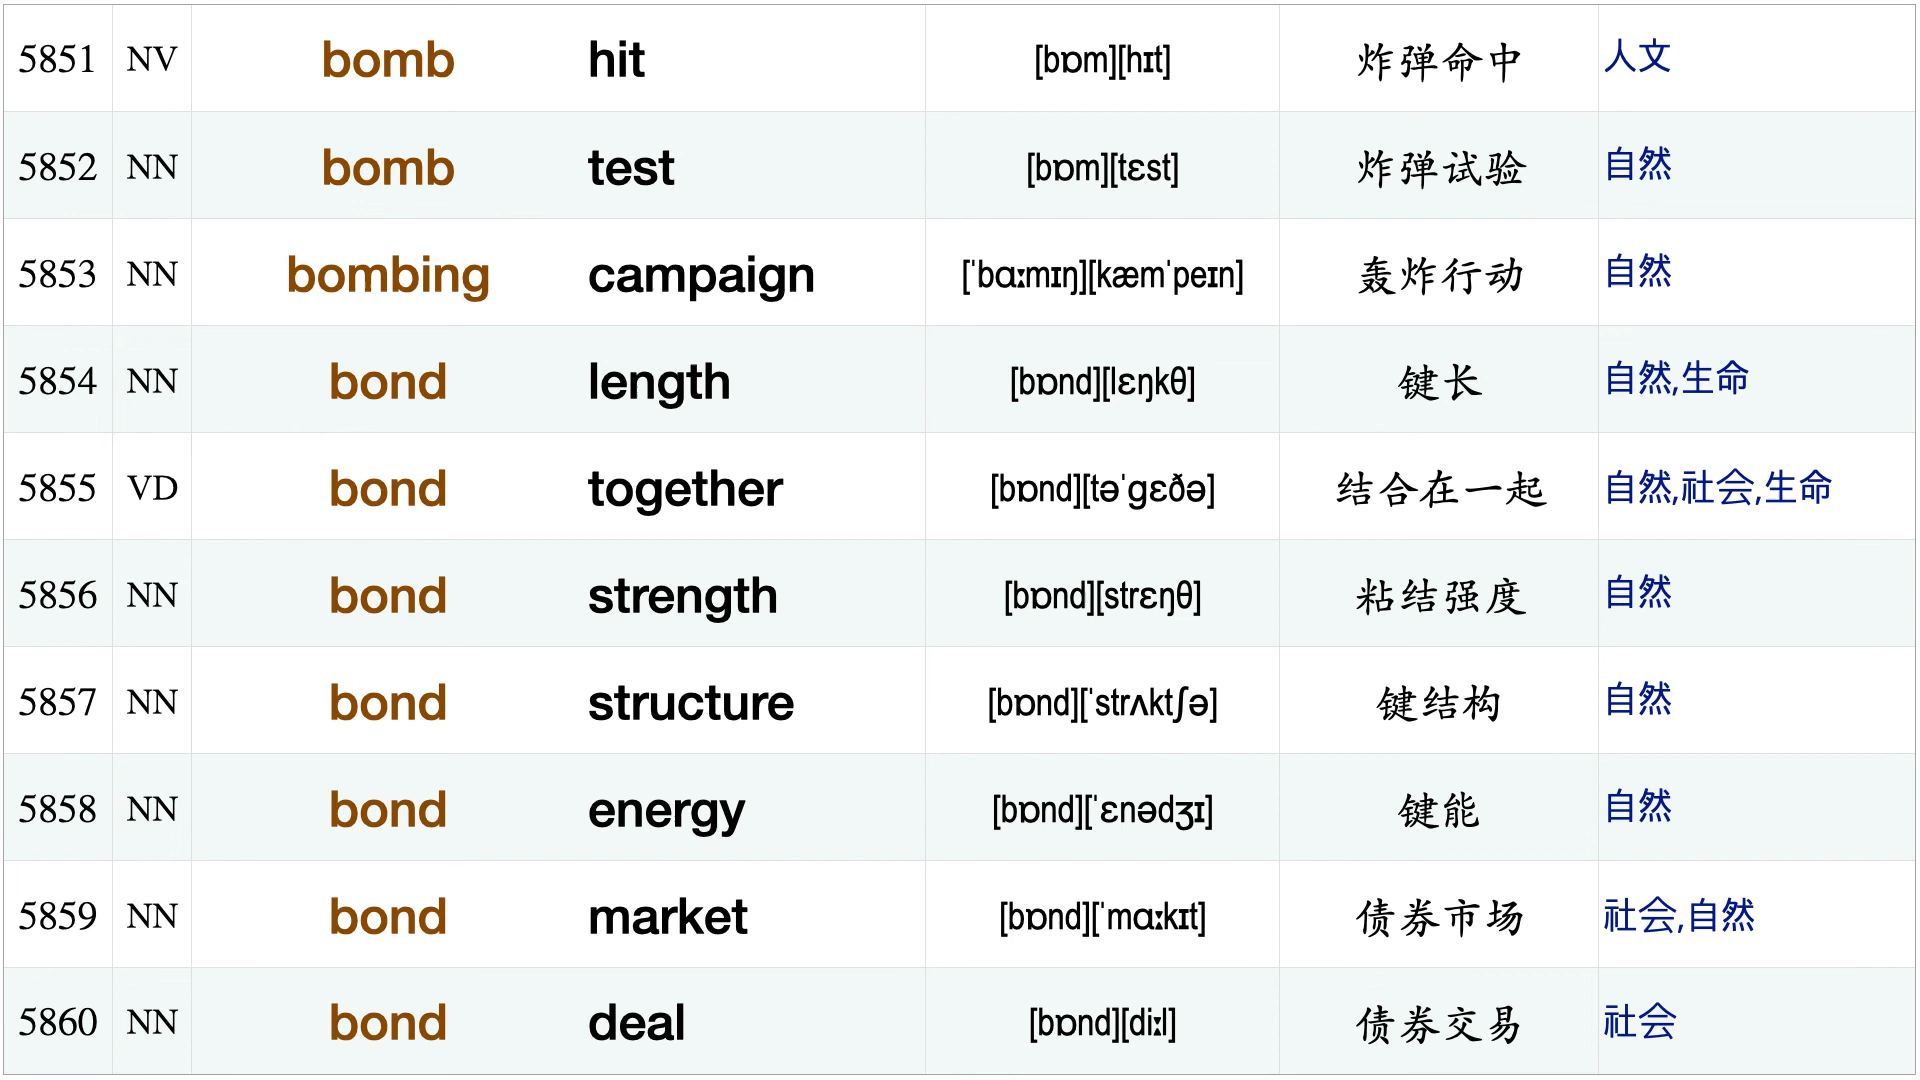 5851 NV bomb hit [bɒm][hɪt] 炸弹命中 人文
5852 NN bomb test [bɒm][tɛst] 炸弹试验 自然
5853 NN bombing campaign [ˈbɑːmɪŋ][kæmˈpeɪn] 轰炸行动 自然
5854 NN bond length [bɒnd][lɛŋkθ] 键长 自然,生命
5855 VD bond together [bɒnd][təˈɡɛðə] 结合在一起 自然,社会,生命
5856 NN bond strength [bɒnd][strɛŋθ] 粘结强度 自然
5857 NN bond structure [bɒnd][ˈstrʌktʃə] 键结构 自然
5858 NN bond energy [bɒnd][ˈɛnədʒɪ] 键能 自然
5859 NN bond market [bɒnd][ˈmɑːkɪt] 债券市场 社会,自然
5860 NN bond deal [bɒnd][diːl] 债券交易 社会